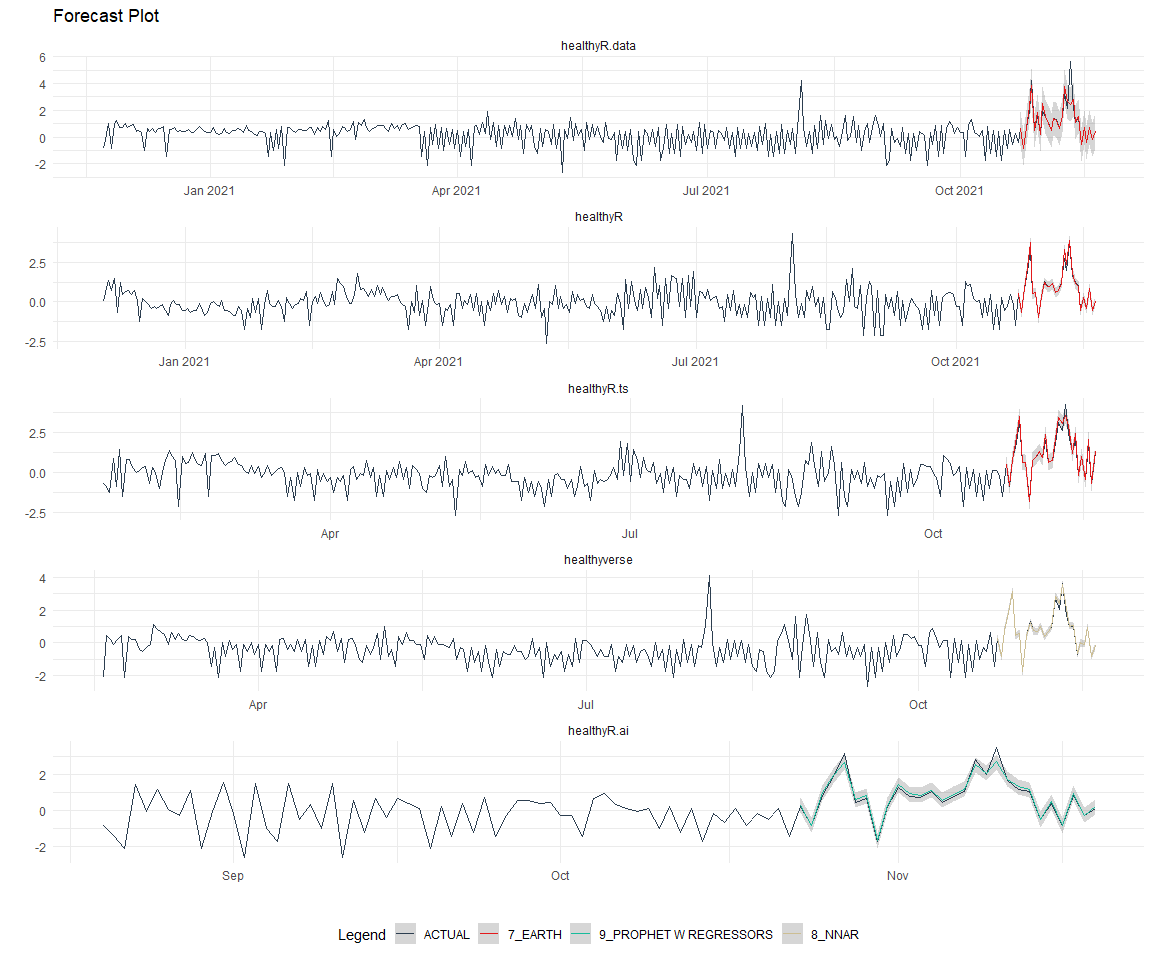 Forecast Plot
healthyR.data
6
4
2
0
-2
Jan 2021 Apr 2021 Jul 2021 Oct 2021
healthyR
2.5
0.0
-2.5
Jan 2021 Apr 2021 Jul 2021 Oct 2021
healthyR.ts
2.5
0.0
-2.5
Apr Jul Oct
healthyverse
4
2
0
-2
Apr Jul Oct
healthyR.ai
2
0
-2
Sep Oct Nov
Legend ACTUAL 7_EARTH 9_PROPHET W REGRESSORS 8_NNAR